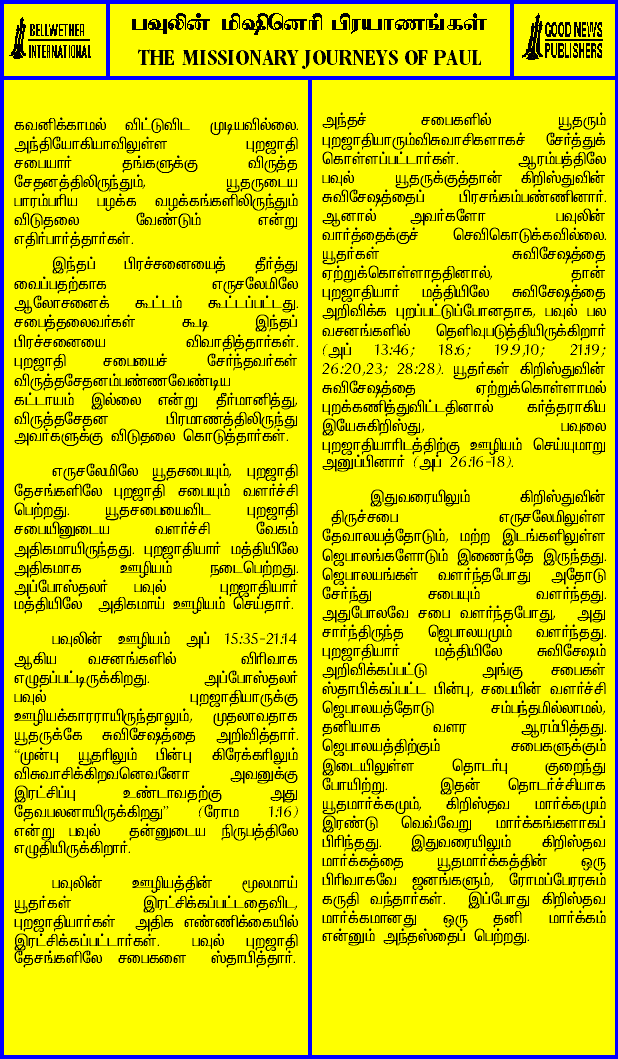 BELLWETHER
INTERNATIONAL
பவுலின் மிஷினெரி பிரயாணங்கள்
THE MISSIONARY JOURNEYS OF PAUL
GOOD NEWS
PUBLISHERS
கவனிக்காமல் விட்டுவிட முடியவில்லை.
அந்தியோகியாவிலுள்ள புறஜாதி
சபையார் தங்களுக்கு விருத்த
சேதனத்திலிருந்தும், யூதருடைய
பாரம்பரிய பழக்க வழக்கங்களிலிருந்தும்
விடுதலை வேண்டும் என்று
எதிர்பார்த்தார்கள்.
இந்தப் பிரச்சனையைத் தீர்த்து
வைப்பதற்காக எருசலேமிலே
ஆலோசனைக் கூட்டம் கூட்டப்பட்டது.
சபைத்தலைவர்கள் கூடி இந்தப்
பிரச்சனையை விவாதித்தார்கள்.
புறஜாதி சபையைச் சேர்ந்தவர்கள்
விருத்தசேதனம்பண்ணவேண்டிய
கட்டாயம் இல்லை என்று தீர்மானித்து,
விருத்தசேதன பிரமாணத்திலிருந்து
அவர்களுக்கு விடுதலை கொடுத்தார்கள்.
எருசலேமிலே யூதசபையும், புறஜாதி
தேசங்களிலே புறஜாதி சபையும் வளர்ச்சி
பெற்றது. யூதசபையைவிட புறஜாதி
சபையினுடைய வளர்ச்சி வேகம்
அதிகமாயிருந்தது. புறஜாதியார் மத்தியிலே
அதிகமாக ஊழியம் நடைபெற்றது.
அப்போஸ்தலர் பவுல் புறஜாதியார்
மத்தியிலே அதிகமாய் ஊழியம் செய்தார்.
பவுலின் ஊழியம் அப் 15:35-21:14
ஆகிய வசனங்களில் விரிவாக
எழுதப்பட்டிருக்கிறது. அப்போஸ்தலர்
பவுல் புறஜாதியாருக்கு
ஊழியக்காரராயிருந்தாலும், முதலாவதாக
யூதருக்கே சுவிசேஷத்தை அறிவித்தார்.
“முன்பு யூதரிலும் பின்பு கிரேக்கரிலும்
விசுவாசிக்கிறவனெவனோ அவனுக்கு
இரட்சிப்பு உண்டாவதற்கு அது
தேவபலனாயிருக்கிறது” (ரோம 1:16)
என்று பவுல் தன்னுடைய நிருபத்திலே
எழுதியிருக்கிறார்.
பவுலின் ஊழியத்தின் மூலமாய்
யூதர்கள் இரட்சிக்கப்பட்டதைவிட,
புறஜாதியார்கள் அதிக எண்ணிக்கையில்
இரட்சிக்கப்பட்டார்கள். பவுல் புறஜாதி
தேசங்களிலே சபைகளை ஸ்தாபித்தார்.
அந்தச் சபைகளில் யூதரும்
புறஜாதியாரும்விசுவாசிகளாகச் சேர்த்துக்
கொள்ளப்பட்டார்கள். ஆரம்பத்திலே
பவுல் யூதருக்குத்தான் கிறிஸ்துவின்
சுவிசேஷத்தைப் பிரசங்கம்பண்ணினார்.
ஆனால் அவர்களோ பவுலின்
வார்த்தைக்குச் செவிகொடுக்கவில்லை.
யூதர்கள் சுவிசேஷத்தை
ஏற்றுக்கொள்ளாததினால், தான்
புறஜாதியார் மத்தியிலே சுவிசேஷத்தை
அறிவிக்க புறப்பட்டுப்போனதாக, பவுல் பல
வசனங்களில் தெளிவுபடுத்தியிருக்கிறார்
(அப் 13:46; 18:6; 19:9,10; 21:19;
26:20,23; 28:28). யூதர்கள் கிறிஸ்துவின்
சுவிசேஷத்தை ஏற்றுக்கொள்ளாமல்
புறக்கணித்துவிட்டதினால் கர்த்தராகிய
இயேசுகிறிஸ்து, பவுலை
புறஜாதியாரிடத்திற்கு ஊழியம் செய்யுமாறு
அனுப்பினார் (அப் 26:16-18).
இதுவரையிலும் கிறிஸ்துவின்
திருச்சபை எருசலேமிலுள்ள
தேவாலயத்தோடும், மற்ற இடங்களிலுள்ள
ஜெபாலங்களோடும் இணைந்தே இருந்தது.
ஜெபாலயங்கள் வளர்ந்தபோது அதோடு
சேர்ந்து சபையும் வளர்ந்தது.
அதுபோலவே சபை வளர்ந்தபோது, அது
சார்ந்திருந்த ஜெபாலயமும் வளர்ந்தது.
புறஜாதியார் மத்தியிலே சுவிசேஷம்
அறிவிக்கப்பட்டு அங்கு சபைகள்
ஸ்தாபிக்கப்பட்ட பின்பு, சபையின் வளர்ச்சி
ஜெபாலயத்தோடு சம்பந்தமில்லாமல்,
தனியாக வளர ஆரம்பித்தது.
ஜெபாலயத்திற்கும் சபைகளுக்கும்
இடையிலுள்ள தொடர்பு குறைந்து
போயிற்று. இதன் தொடர்ச்சியாக
யூதமார்க்கமும், கிறிஸ்தவ மார்க்கமும்
இரண்டு வெவ்வேறு மார்க்கங்களாகப்
பிரிந்தது. இதுவரையிலும் கிறிஸ்தவ
மார்க்கத்தை யூதமார்க்கத்தின் ஒரு
பிரிவாகவே ஜனங்களும், ரோமப்பேரரசும்
கருதி வந்தார்கள். இப்போது கிறிஸ்தவ
மார்க்கமானது ஒரு தனி மார்க்கம்
என்னும் அந்தஸ்தைப் பெற்றது.